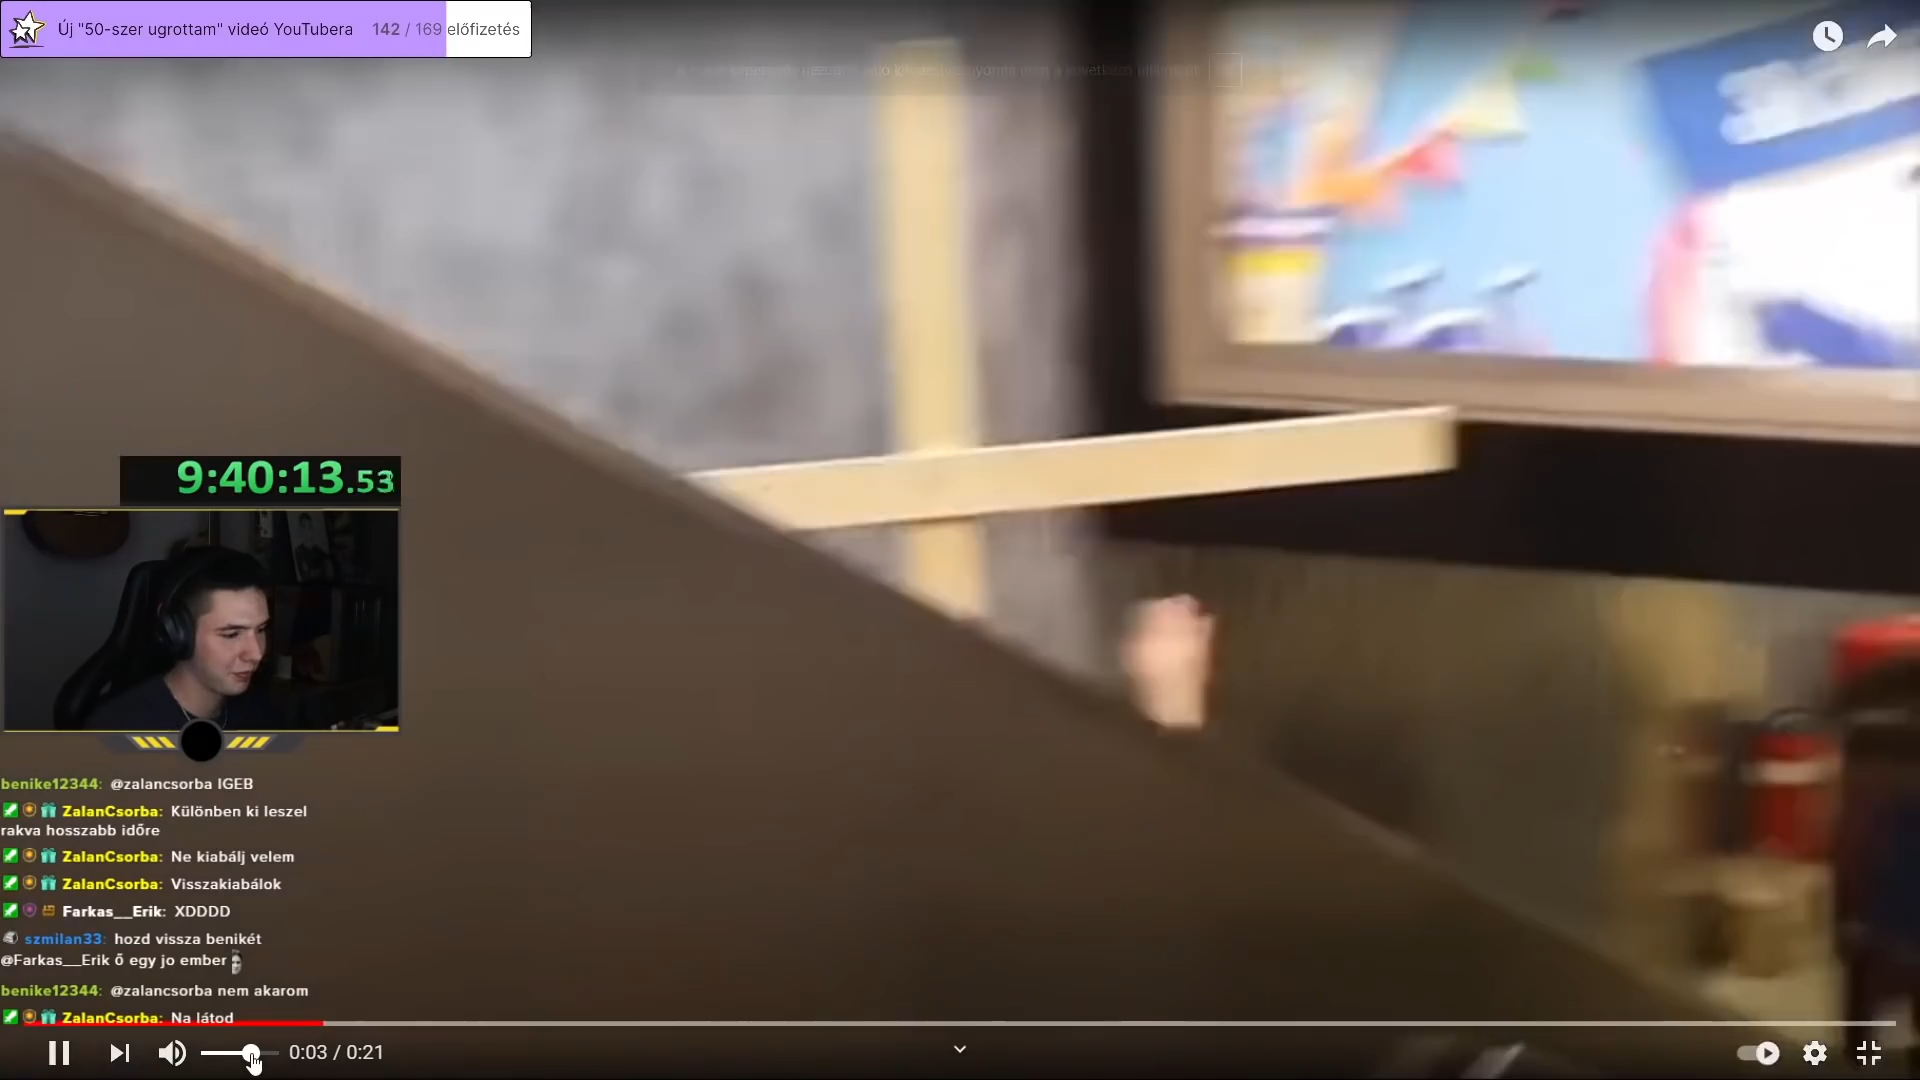 Új "50-szer ugrottam" videó YouTubera 142 / 169 előfizetés
9:40:13.53
benike12344: @zalancsorba IGEB
ZalanCsorba: Különben ki leszel
rakva hosszabb időre
ZalanCsorba: Ne kiabálj velem
ZalanCsorba: Visszakiabálok
Farkas__Erik: XDDDD
szmilan33: hozd vissza benikét
@Farkas__Erik ő egy jo ember
benike12344: @zalancsorba nem akarom
ZalanCsorba: Na látod
0:03 / 0:21